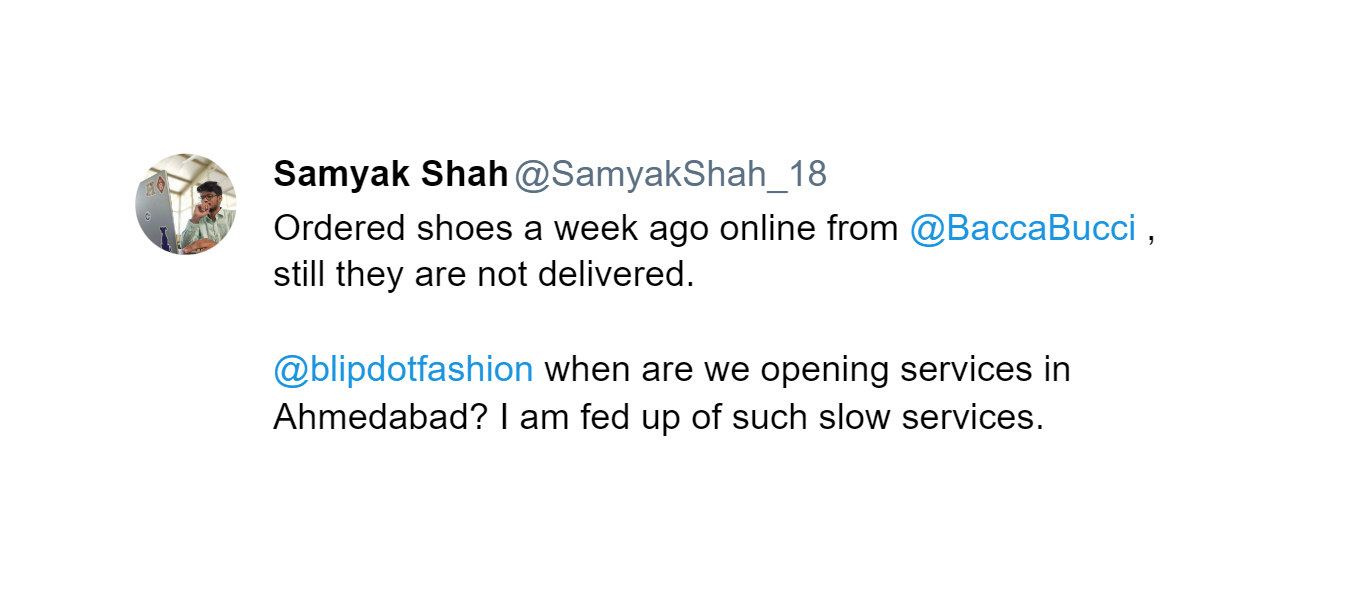 Samyak Shah @SamyakShah_18
Ordered shoes a week ago online from @BaccaBucci ,
still they are not delivered.
@blipdotfashion when are we opening services in
Ahmedabad? I am fed up of such slow services.